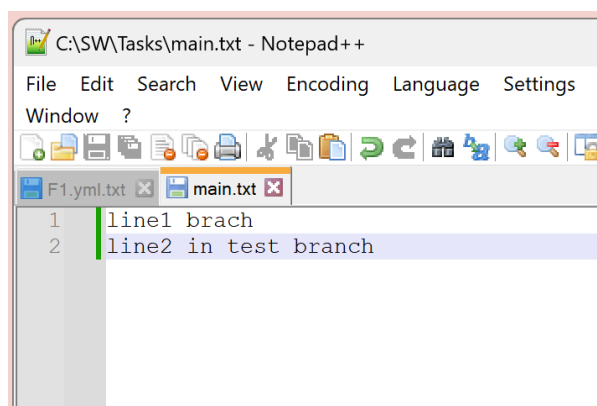 C:\SW\Tasks\main.txt - Notepad++
File Edit Search View Encoding Language Settings
Window ?
F1.yml.txt main.txt
1 line1 brach
2 line2 in test branch